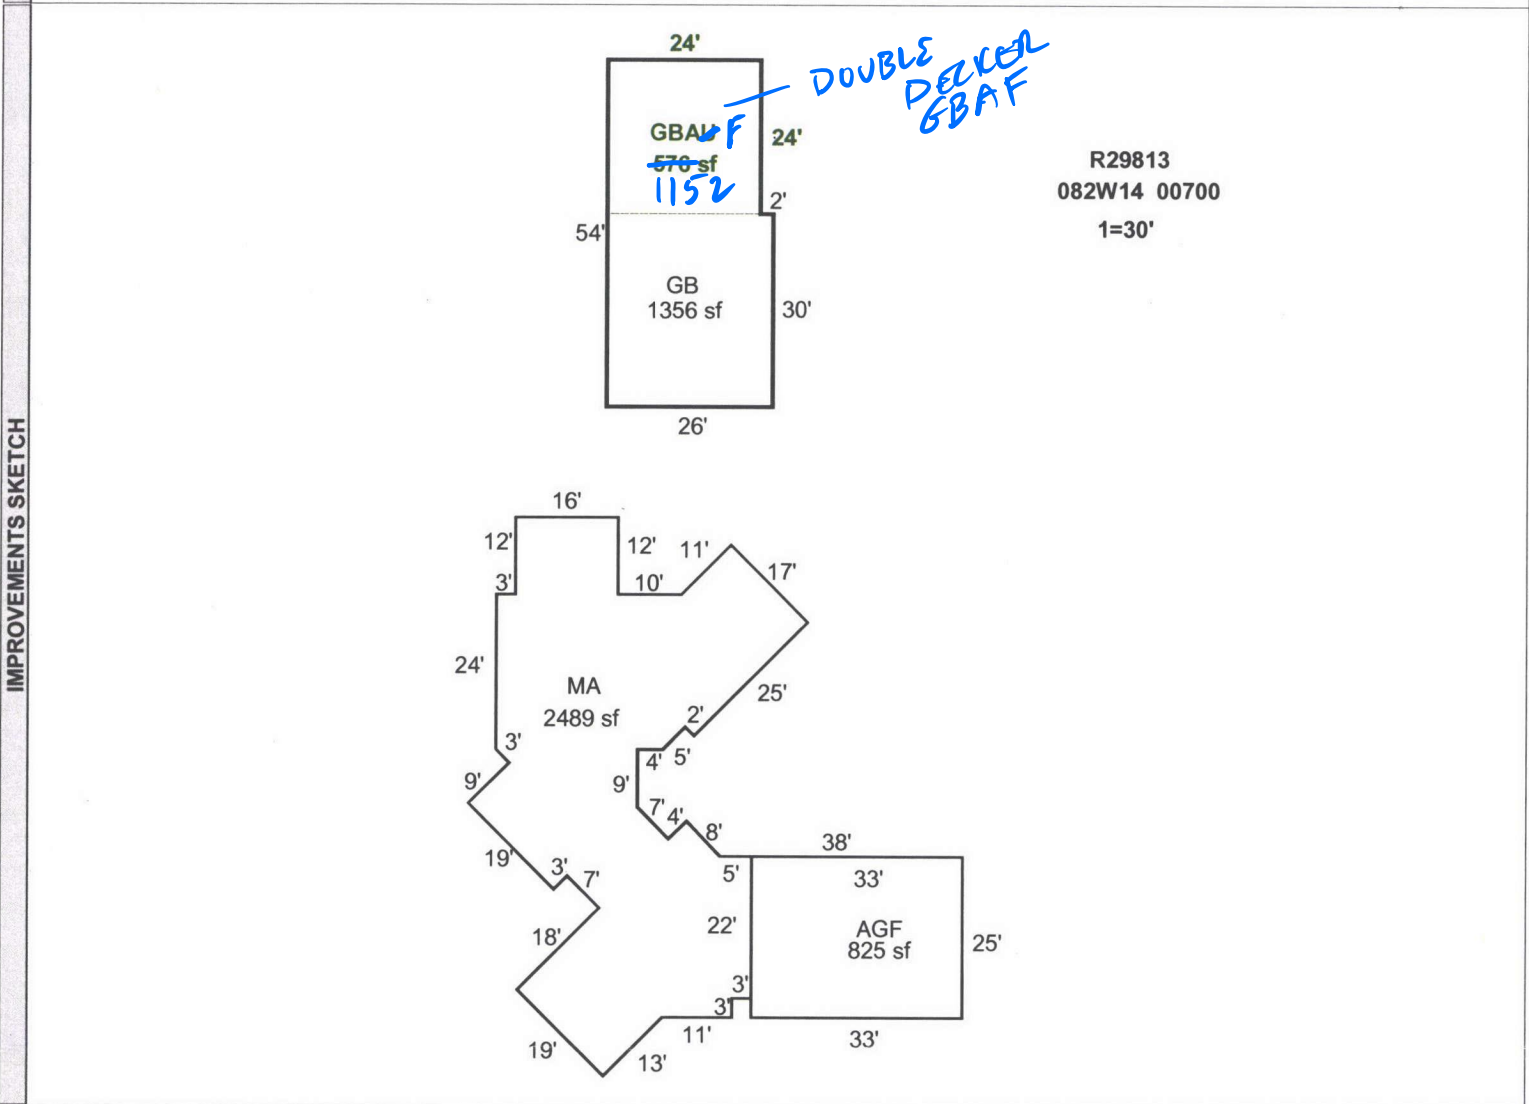 IMPROVEMENTS SKETCH
24'
DOUBLE
DECKER
GBAF
GBAU F
24'
576 sf
1152
2'
54'
R29813
082W14 00700
1=30'
GB
1356 sf
30'
26'
16'
12'
12'
11'
17'
3'
10'
24'
MA
2489 sf
25'
2'
3'
4'
5'
9'
9'
7'
4'
8'
38'
19'
3'
7'
5'
33'
22'
AGF
825 sf
18'
25'
3'
3'
11'
33'
19'
13'